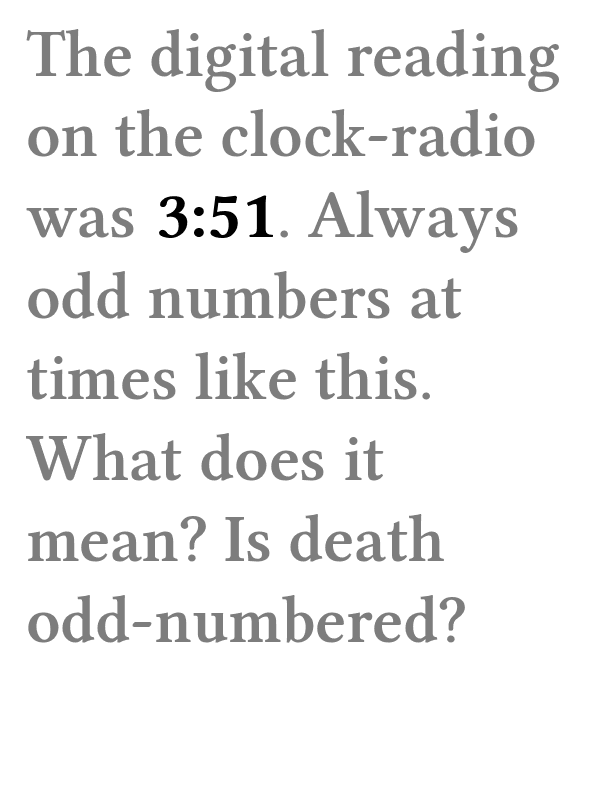 The digital reading
on the clock-radio
was 3:51. Always
odd numbers at
times like this.
What does it
mean? Is death
odd-numbered?